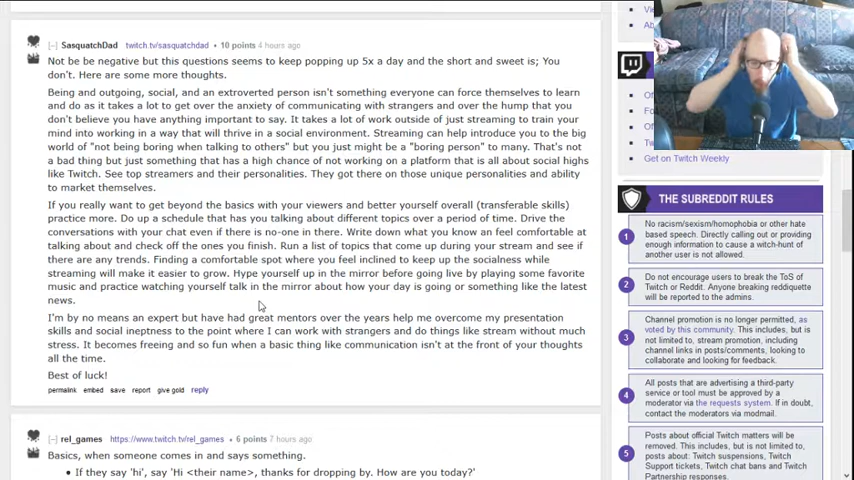 [–] SasquatchDad twitch.tv/sasquatchdad • 10 points 4 hours ago
Not be be negative but this questions seems to keep popping up 5x a day and the short and sweet is; You
don't. Here are some more thoughts.
Being and outgoing, social, and an extroverted person isn't something everyone can force themselves to learn
and do as it takes a lot to get over the anxiety of communicating with strangers and over the hump that you
don't believe you have anything important to say. It takes a lot of work outside of just streaming to train your
mind into working in a way that will thrive in a social environment. Streaming can help introduce you to the big
world of "not being boring when talking to others" but you just might be a "boring person" to many. That's not
a bad thing but just something that has a high chance of not working on a platform that is all about social highs
like Twitch. See top streamers and their personalities. They got there on those unique personalities and ability
to market themselves.
If you really want to get beyond the basics with your viewers and better yourself overall (transferable skills)
practice more. Do up a schedule that has you talking about different topics over a period of time. Drive the
conversations with your chat even if there is no-one in there. Write down what you know an feel comfortable at
talking about and check off the ones you finish. Run a list of topics that come up during your stream and see if
there are any trends. Finding a comfortable spot where you feel inclined to keep up the socialness while
streaming will make it easier to grow. Hype yourself up in the mirror before going live by playing some favorite
music and practice watching yourself talk in the mirror about how your day is going or something like the latest
news.
I'm by no means an expert but have had great mentors over the years help me overcome my presentation
skills and social ineptness to the point where I can work with strangers and do things like stream without much
stress. It becomes freeing and so fun when a basic thing like communication isn't at the front of your thoughts
all the time.
Best of luck!
permalink embed save report give gold reply
[–] rel_games https://www.twitch.tv/rel_games • 6 points 7 hours ago
Basics, when someone comes in and says something.
• If they say 'hi', say 'Hi <their name>, thanks for dropping by. How are you today?'
Get on Twitch Weekly
THE SUBREDDIT RULES
1 No racism/sexism/homophobia or other hate
based speech. Directly calling out or providing
enough information to cause a witch-hunt of
another user is not allowed.
2 Do not encourage users to break the ToS of
Twitch or Reddit. Anyone breaking rediquette
will be reported to the admins.
3 Channel promotion is no longer permitted, as
voted by this community. This includes, but is
not limited to, stream promotion, including
channel links in posts/comments, looking to
collaborate and looking for feedback.
4 All posts that are advertising a third-party
service or tool must be approved by a
moderator via the requests system. If in doubt,
contact the moderators via modmail.
5 Posts about official Twitch matters will be
removed. This includes, but is not limited to,
posts about: Twitch suspensions, Twitch
Support tickets, Twitch chat bans and Twitch
Partnership responses.